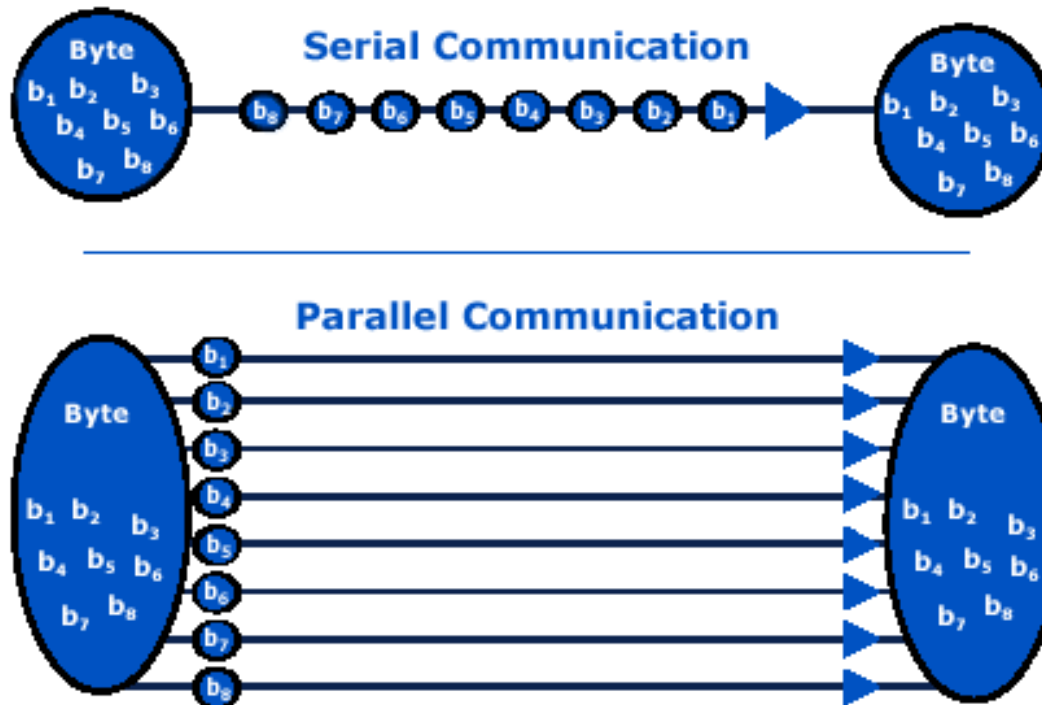 Serial Communication
Byte
b₁ b₂ b₃
b₄ b₅ b₆
b₇ b₈
b₈ b₇ b₆ b₅ b₄ b₃ b₂ b₁
Byte
b₁ b₂ b₃
b₄ b₅ b₆
b₇ b₈
Parallel Communication
Byte
b₁ b₂ b₃
b₄ b₅ b₆
b₇ b₈
b₁
b₂
b₃
b₄
b₅
b₆
b₇
b₈
Byte
b₁ b₂ b₃
b₄ b₅ b₆
b₇ b₈